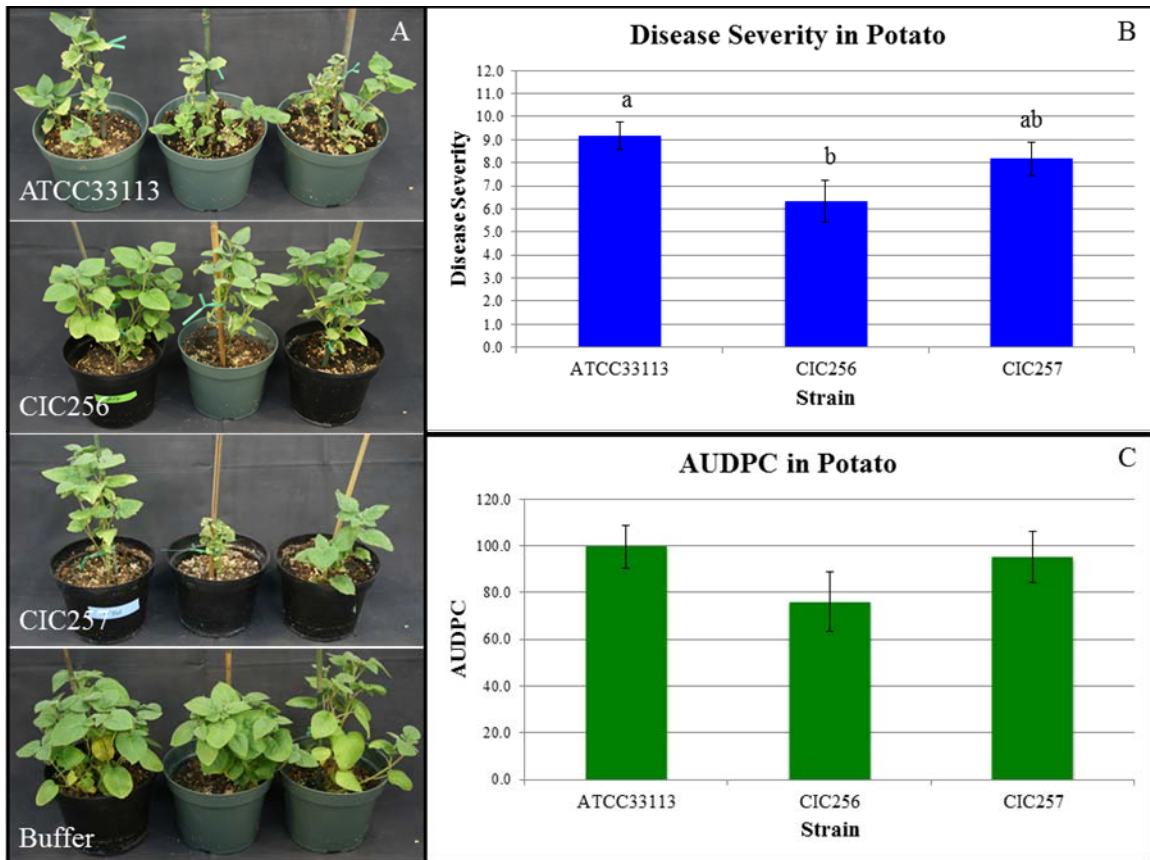 A
ATCC33113
CIC256
CIC257
Buffer
Disease Severity in Potato
B
12.0
11.0
10.0
9.0
8.0
7.0
6.0
5.0
4.0
3.0
2.0
1.0
0.0
Disease Severity
a
b
ab
ATCC33113 CIC256 CIC257
Strain
AUDPC in Potato
C
120.0
100.0
80.0
60.0
40.0
20.0
0.0
AUDPC
ATCC33113 CIC256 CIC257
Strain